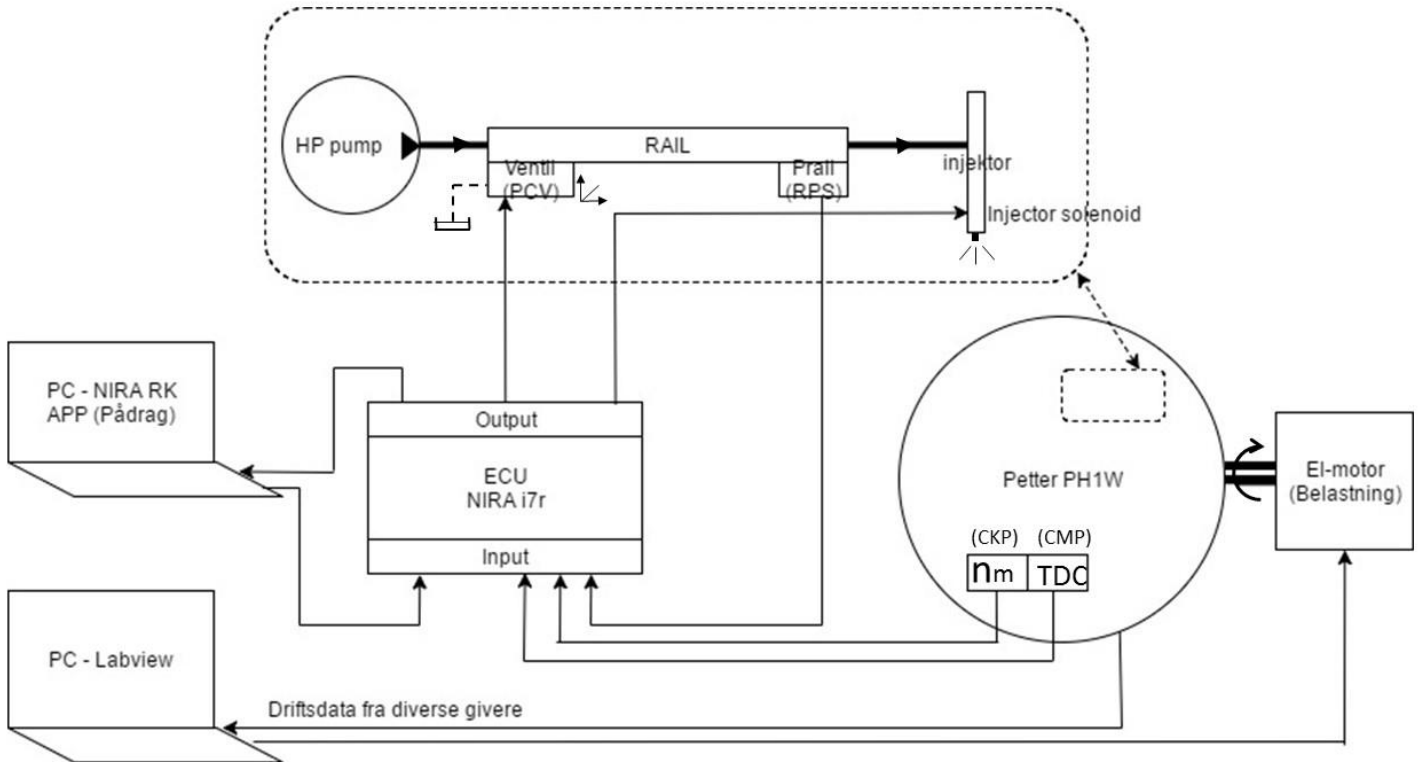 HP pump
RAIL
Ventil
(PCV)
Prail
(RPS)
injektor
Injector solenoid
PC - NIRA RK
APP (Pådrag)
Output
ECU
NIRA i7r
Input
Petter PH1W
(CKP)
(CMP)
nm
TDC
El-motor
(Belastning)
PC - Labview
Driftsdata fra diverse givere